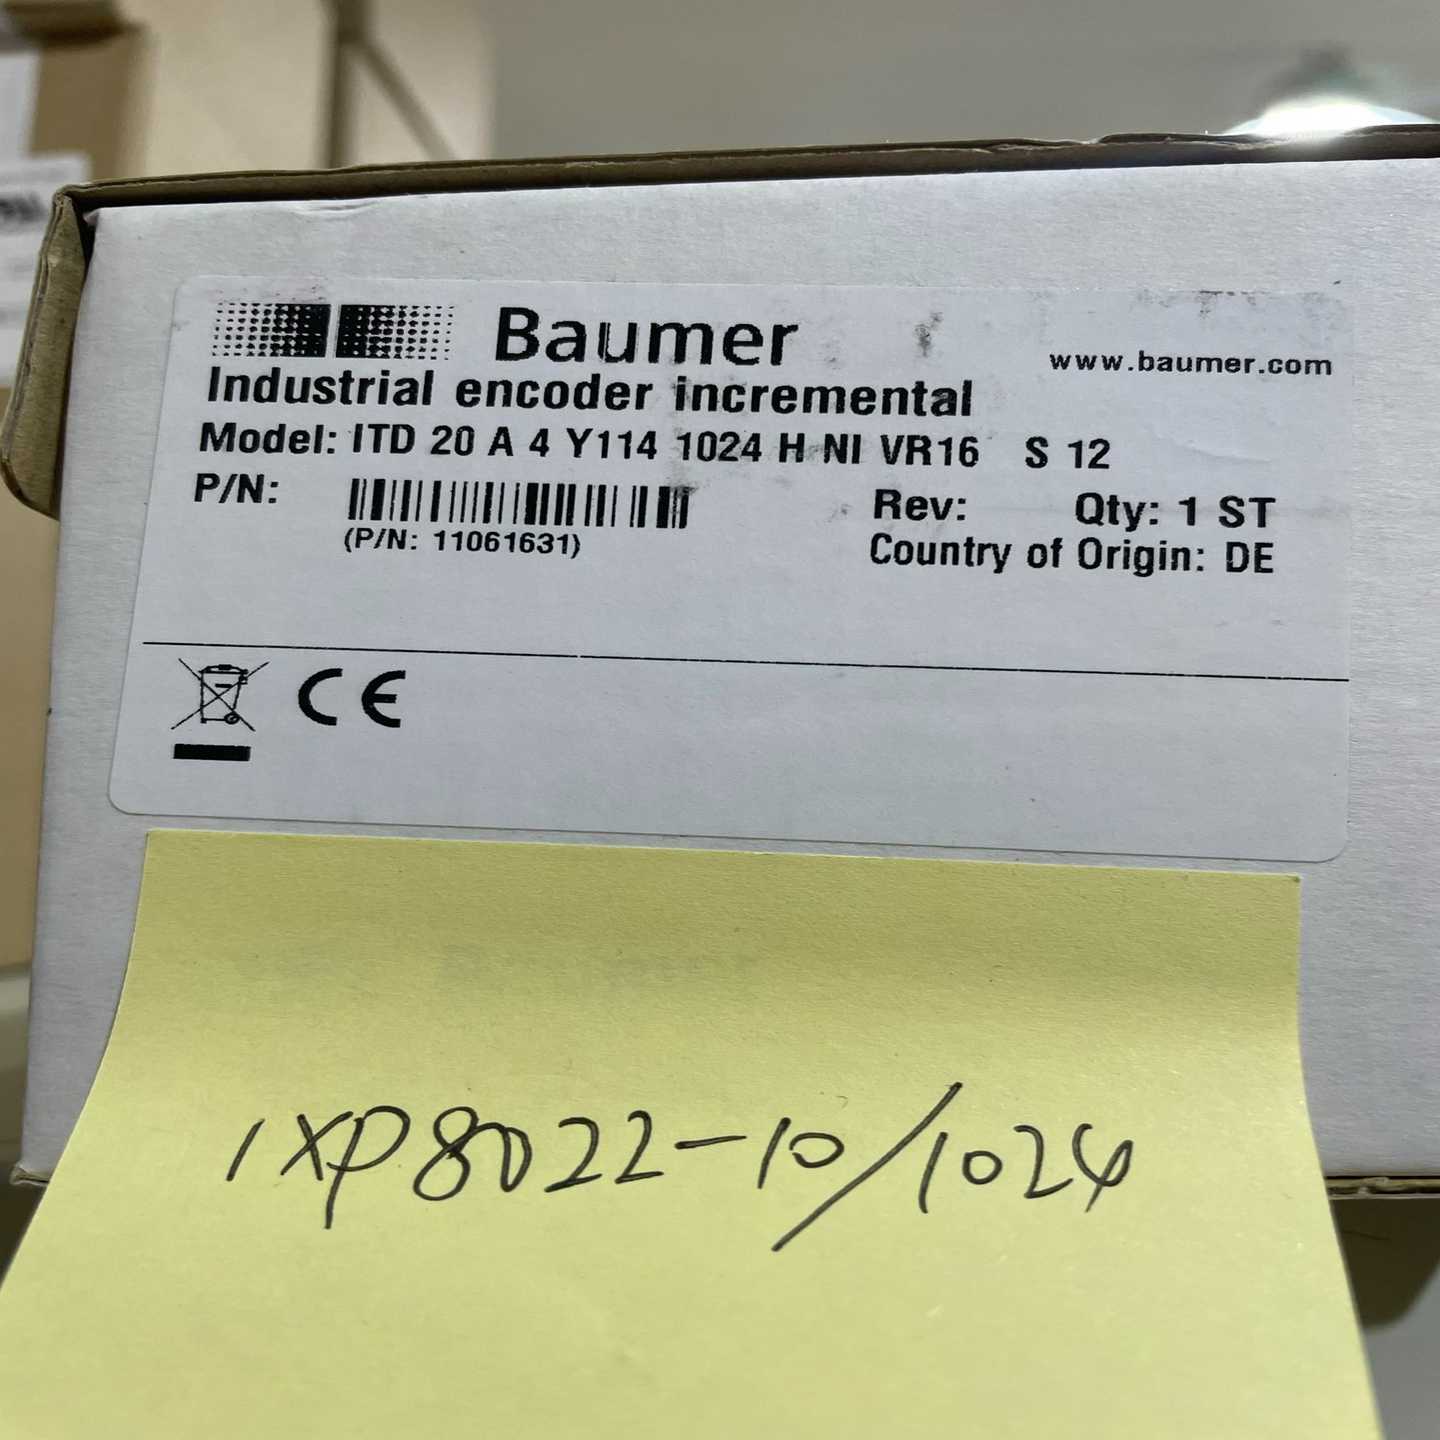 Baumer
www.baumer.com
Industrial encoder incremental
Model: ITD 20 A 4 Y114 1024 H NI VR16 S 12
P/N:
Rev: Qty: 1 ST
(P/N: 11061631)
Country of Origin: DE
CE
1XP8022-10/1024